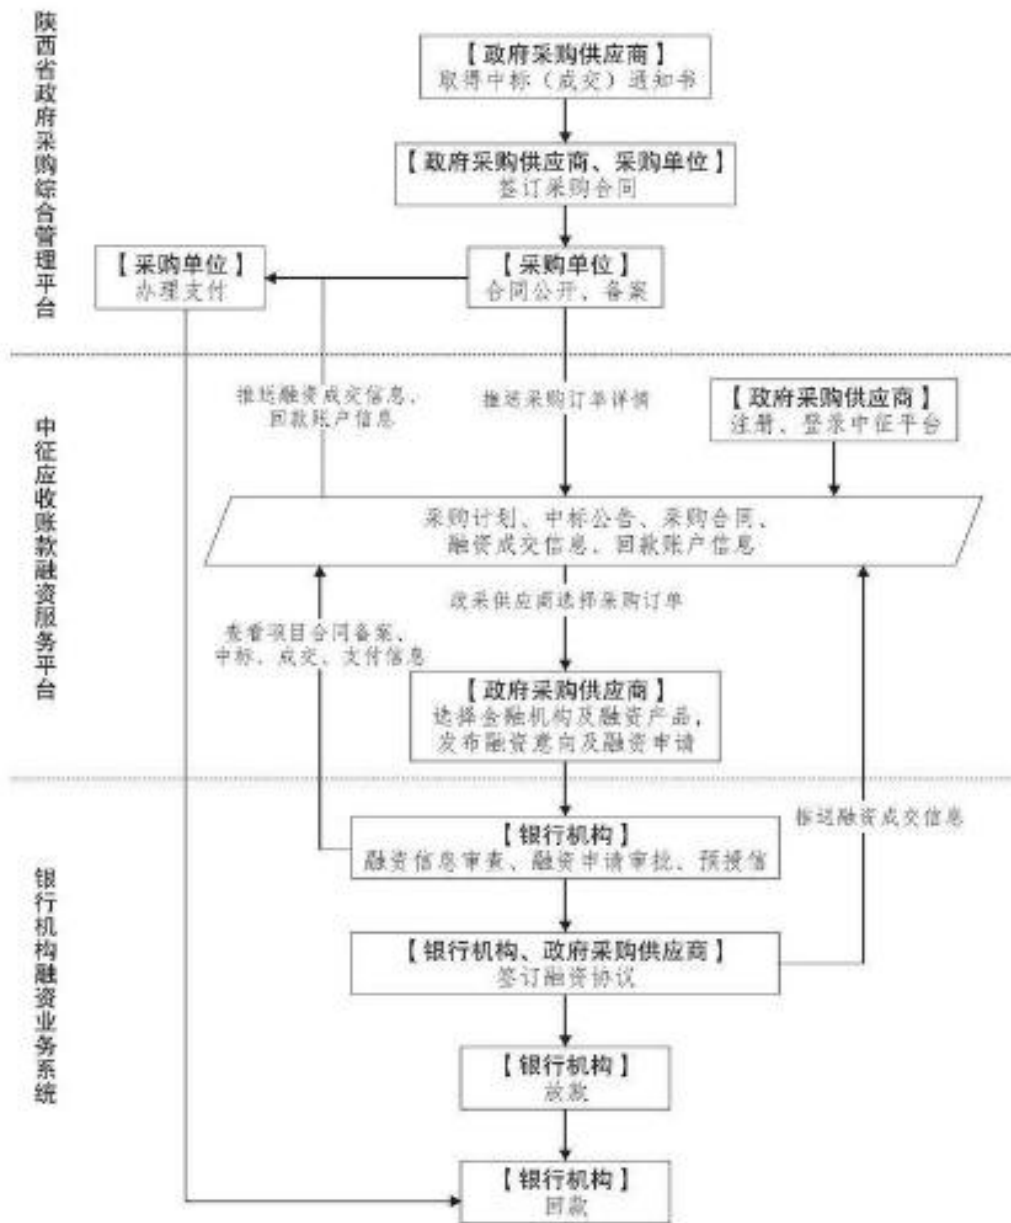 陕西省政府采购综合管理平台
【政府采购供应商】
取得中标（成交）通知书
【政府采购供应商、采购单位】
签订采购合同
【采购单位】
办理支付
【采购单位】
合同公开、备案
中征应收账款融资服务平台
推送融资成交信息、
回款账户信息
推送采购订单详情
【政府采购供应商】
注册、登录中征平台
采购计划、中标公告、采购合同、
融资成交信息、回款账户信息
政采供应商选择采购订单
查看项目合同备案、
中标、成交、支付信息
【政府采购供应商】
选择金融机构及融资产品，
发布融资意向及融资申请
银行机构融资业务系统
推送融资成交信息
【银行机构】
融资信息审查、融资申请审批、预授信
【银行机构、政府采购供应商】
签订融资协议
【银行机构】
放款
【银行机构】
回款